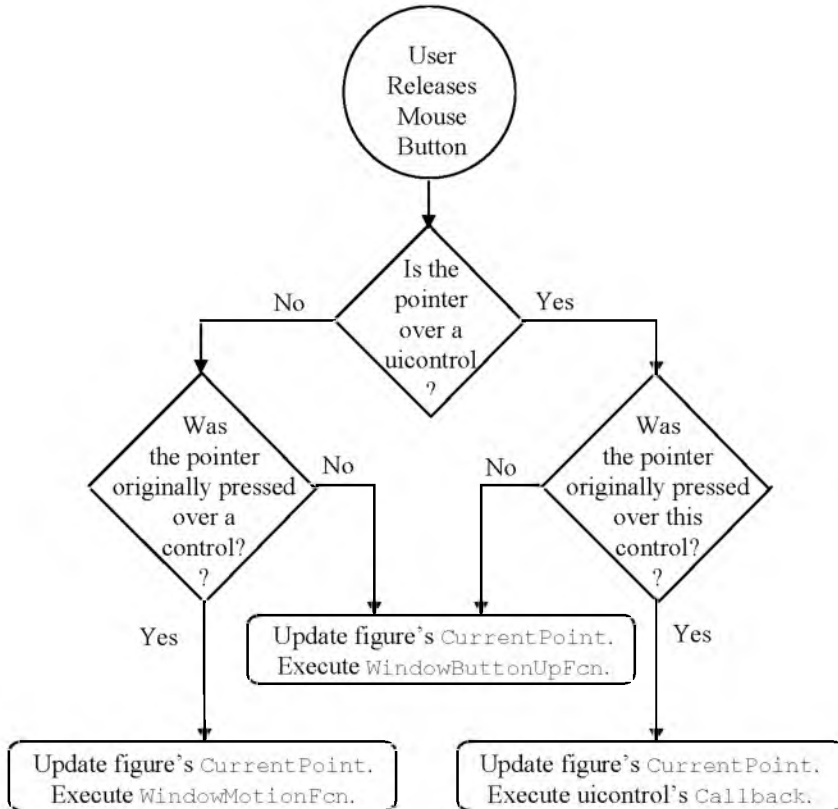 User
Releases
Mouse
Button
Is the
pointer
over a
uicontrol
?
No
Yes
Was
the pointer
originally pressed
over a
control?
?
No
No
Was
the pointer
originally pressed
over this
control?
?
Yes
Update figure's CurrentPoint.
Execute WindowButtonUpFcn.
Yes
Update figure's CurrentPoint.
Execute WindowMotionFcn.
Update figure's CurrentPoint.
Execute uicontrol's Callback.